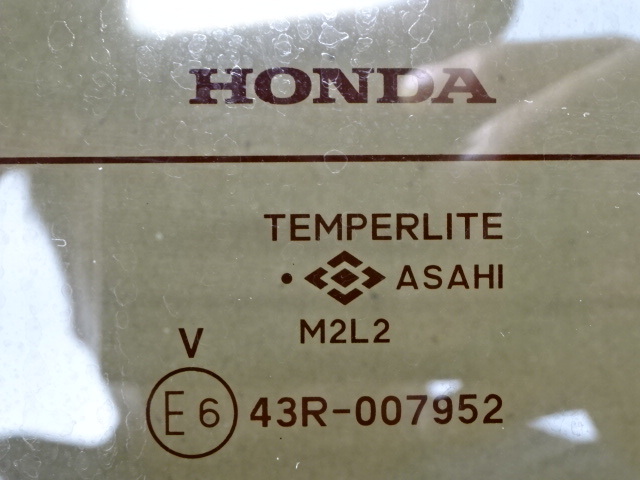 HONDA
TEMPERLITE
• ASAHI
M2L2
V
E6 43R-007952